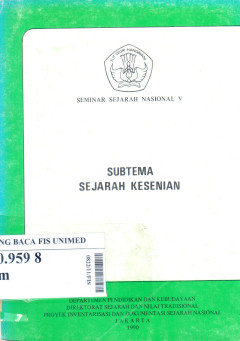 SEMINAR SEJARAH NASIONAL V
SUBTEMA
SEJARAH KESENIAN
NG BACA FIS UNIMED
0.959 8
m
DEPARTEMEN PENDIDIKAN DAN KEBUDAYAAN
DIREKTORAT SEJARAH DAN NILAI TRADISIONAL
PROYEK INVENTARISASI DAN DOKUMENTASI SEJARAH NASIONAL
JAKARTA
1990